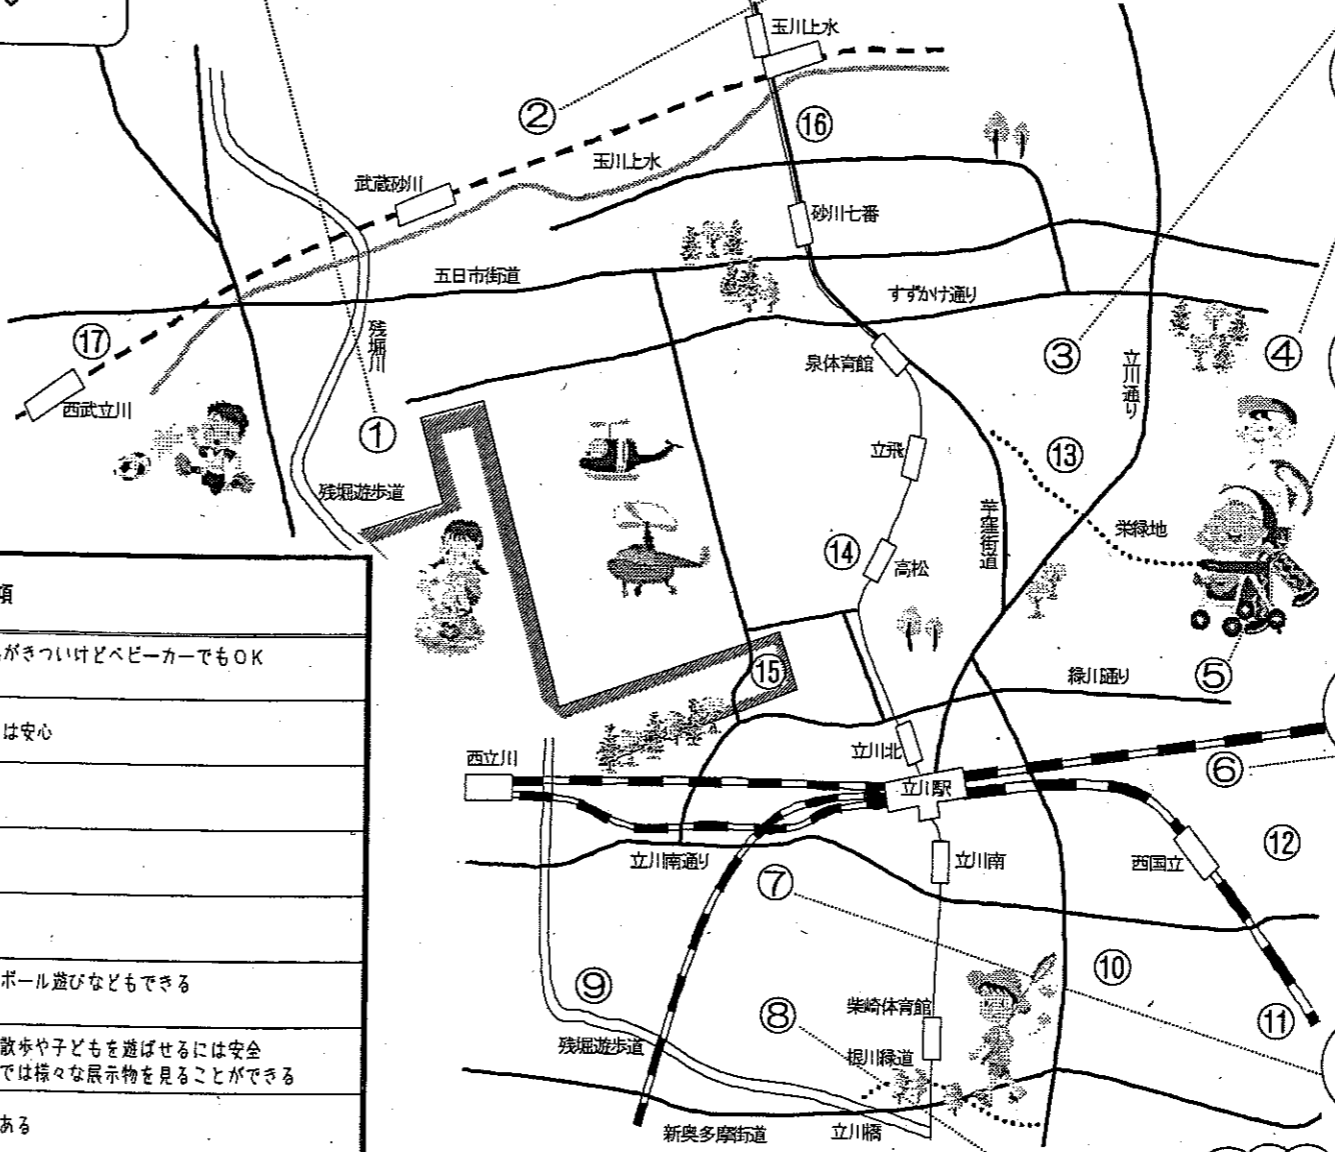 玉川上水
②
⑯
玉川上水
武蔵砂川
砂川七番
五日市街道
すずかけ通り
⑰
残堀川
泉体育館
③
立川通り
④
西武立川
①
立飛
⑬
残堀遊歩道
芋窪街道
栄緑地
⑭
高松
項
がきついけどベビーカーでもOK
⑮
緑川通り
⑤
は安心
西立川
立川北
立川駅
⑥
立川南通り
立川南
西国立
⑫
⑦
ボール遊びなどもできる
⑨
⑩
⑧
柴崎体育館
⑪
散歩や子どもを遊ばせるには安全
では様々な展示物を見ることができる
残堀遊歩道
根川緑道
ある
新奥多摩街道
立川橋